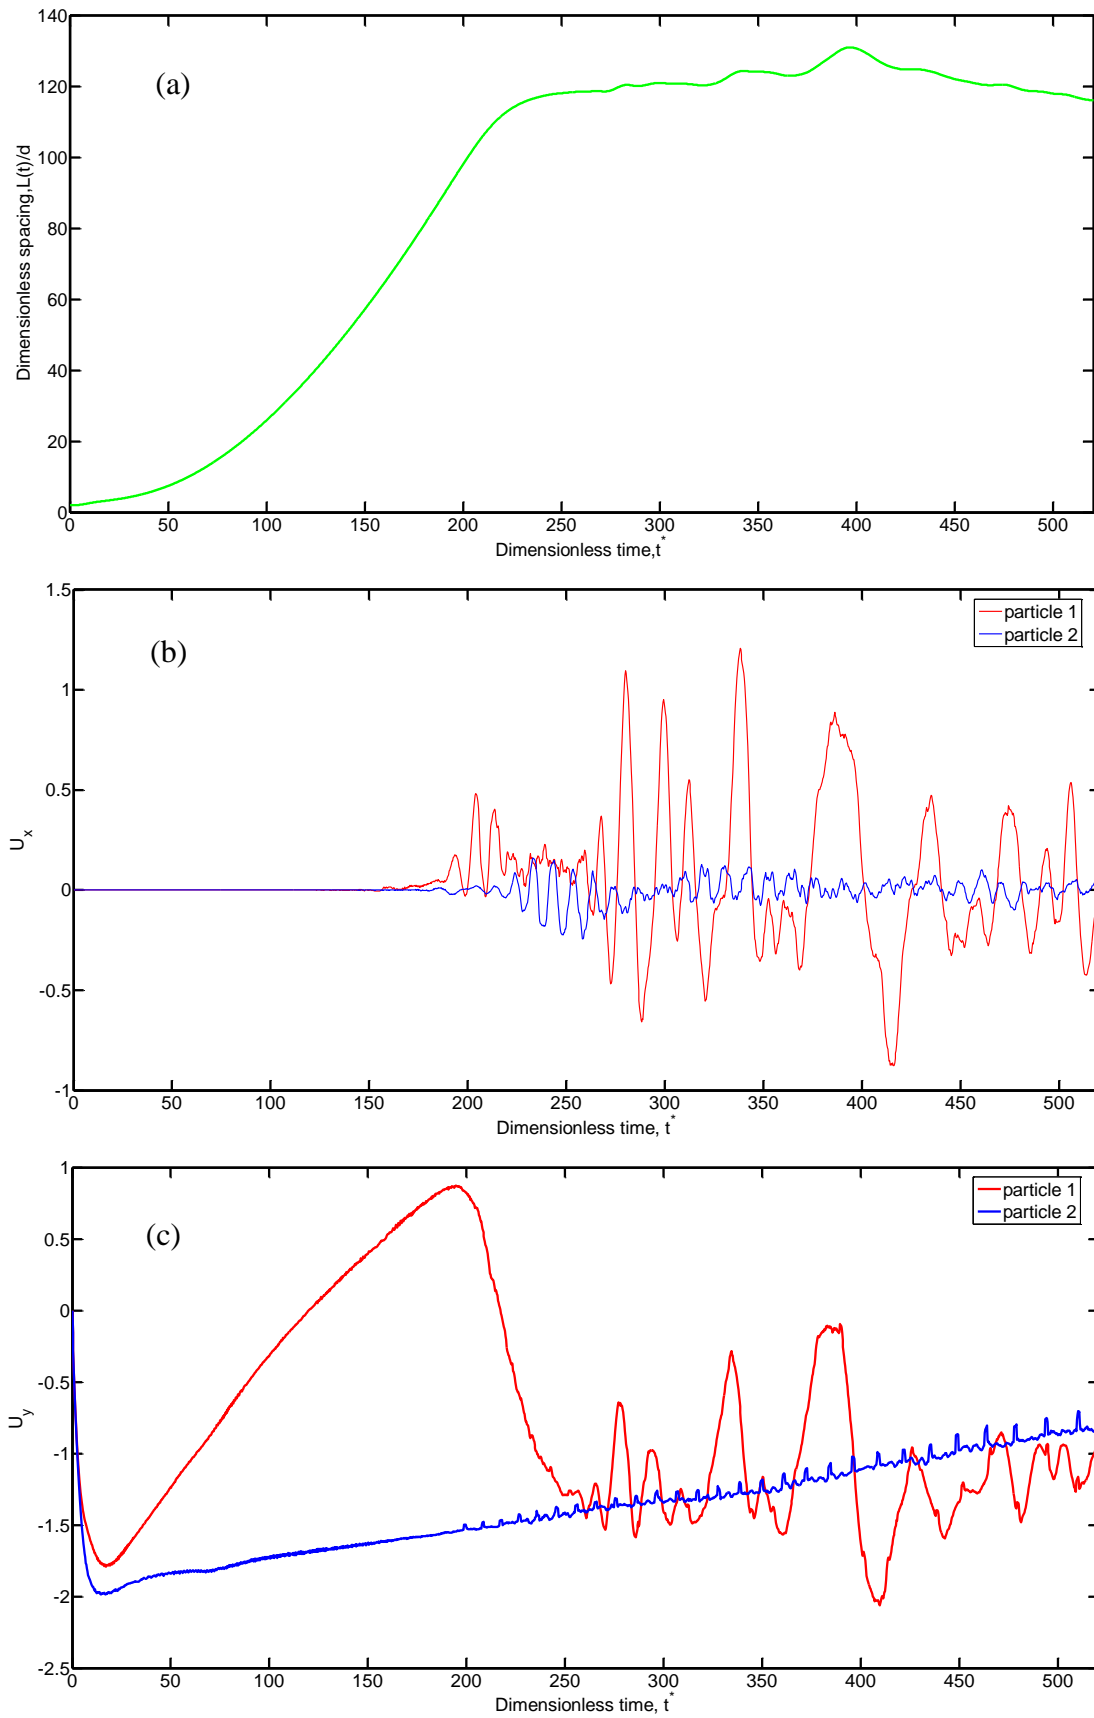 140
120
100
80
60
40
20
0
Dimensionless spacing,L(t)/d
(a)
0 50 100 150 200 250 300 350 400 450 500
Dimensionless time,t*
1.5
1
0.5
0
-0.5
-1
U_x
(b)
particle 1
particle 2
0 50 100 150 200 250 300 350 400 450 500
Dimensionless time, t*
1
0.5
0
-0.5
-1
-1.5
-2
-2.5
U_y
(c)
particle 1
particle 2
0 50 100 150 200 250 300 350 400 450 500
Dimensionless time, t*